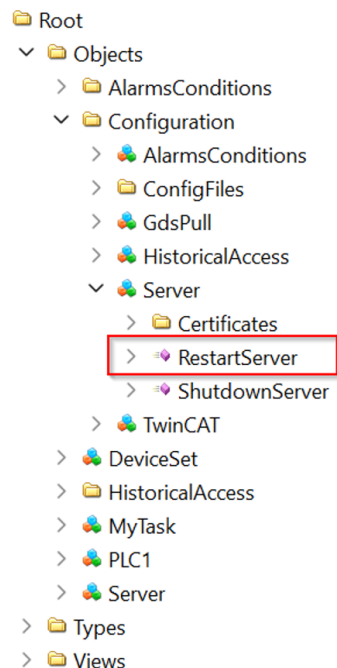 Root
Objects
AlarmsConditions
Configuration
AlarmsConditions
ConfigFiles
GdsPull
HistoricalAccess
Server
Certificates
RestartServer
ShutdownServer
TwinCAT
DeviceSet
HistoricalAccess
MyTask
PLC1
Server
Types
Views